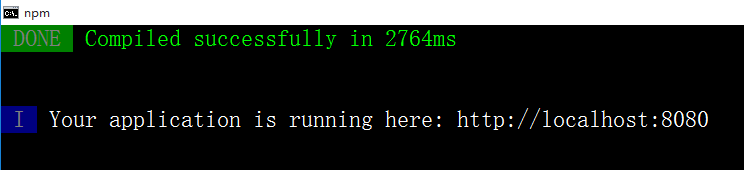 npm
DONE Compiled successfully in 2764ms
I Your application is running here: http://localhost:8080